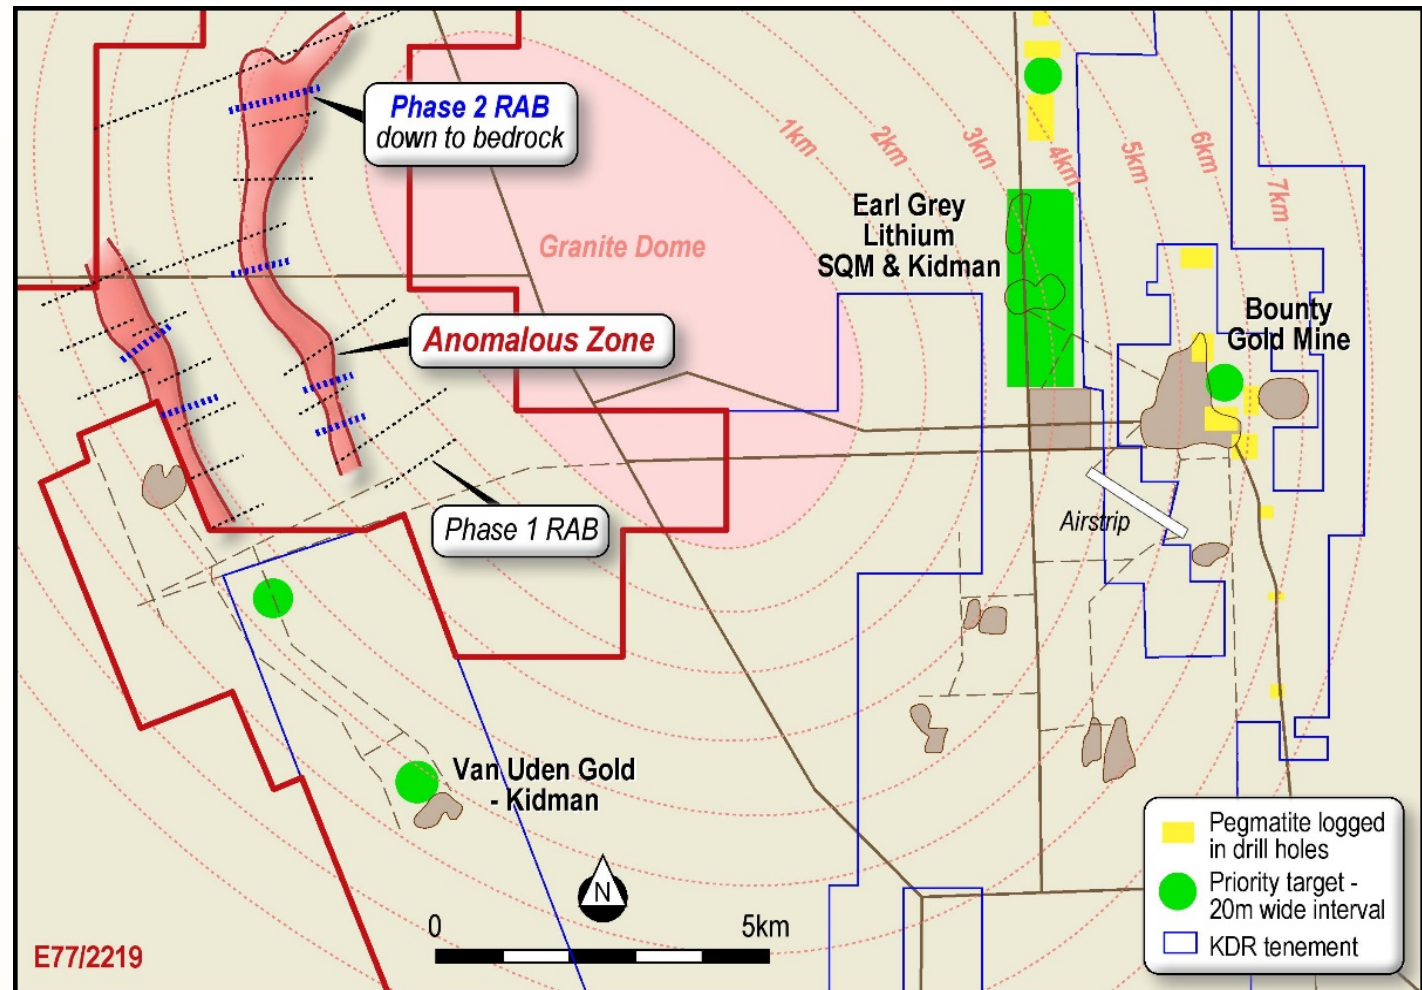 Phase 2 RAB
down to bedrock
1km
2km
3km
4km
5km
6km
7km
Earl Grey
Lithium
SQM & Kidman
Granite Dome
Bounty
Gold Mine
Anomalous Zone
Phase 1 RAB
Airstrip
Van Uden Gold
- Kidman
N
0
5km
E77/2219
Pegmatite logged
in drill holes
Priority target -
20m wide interval
KDR tenement